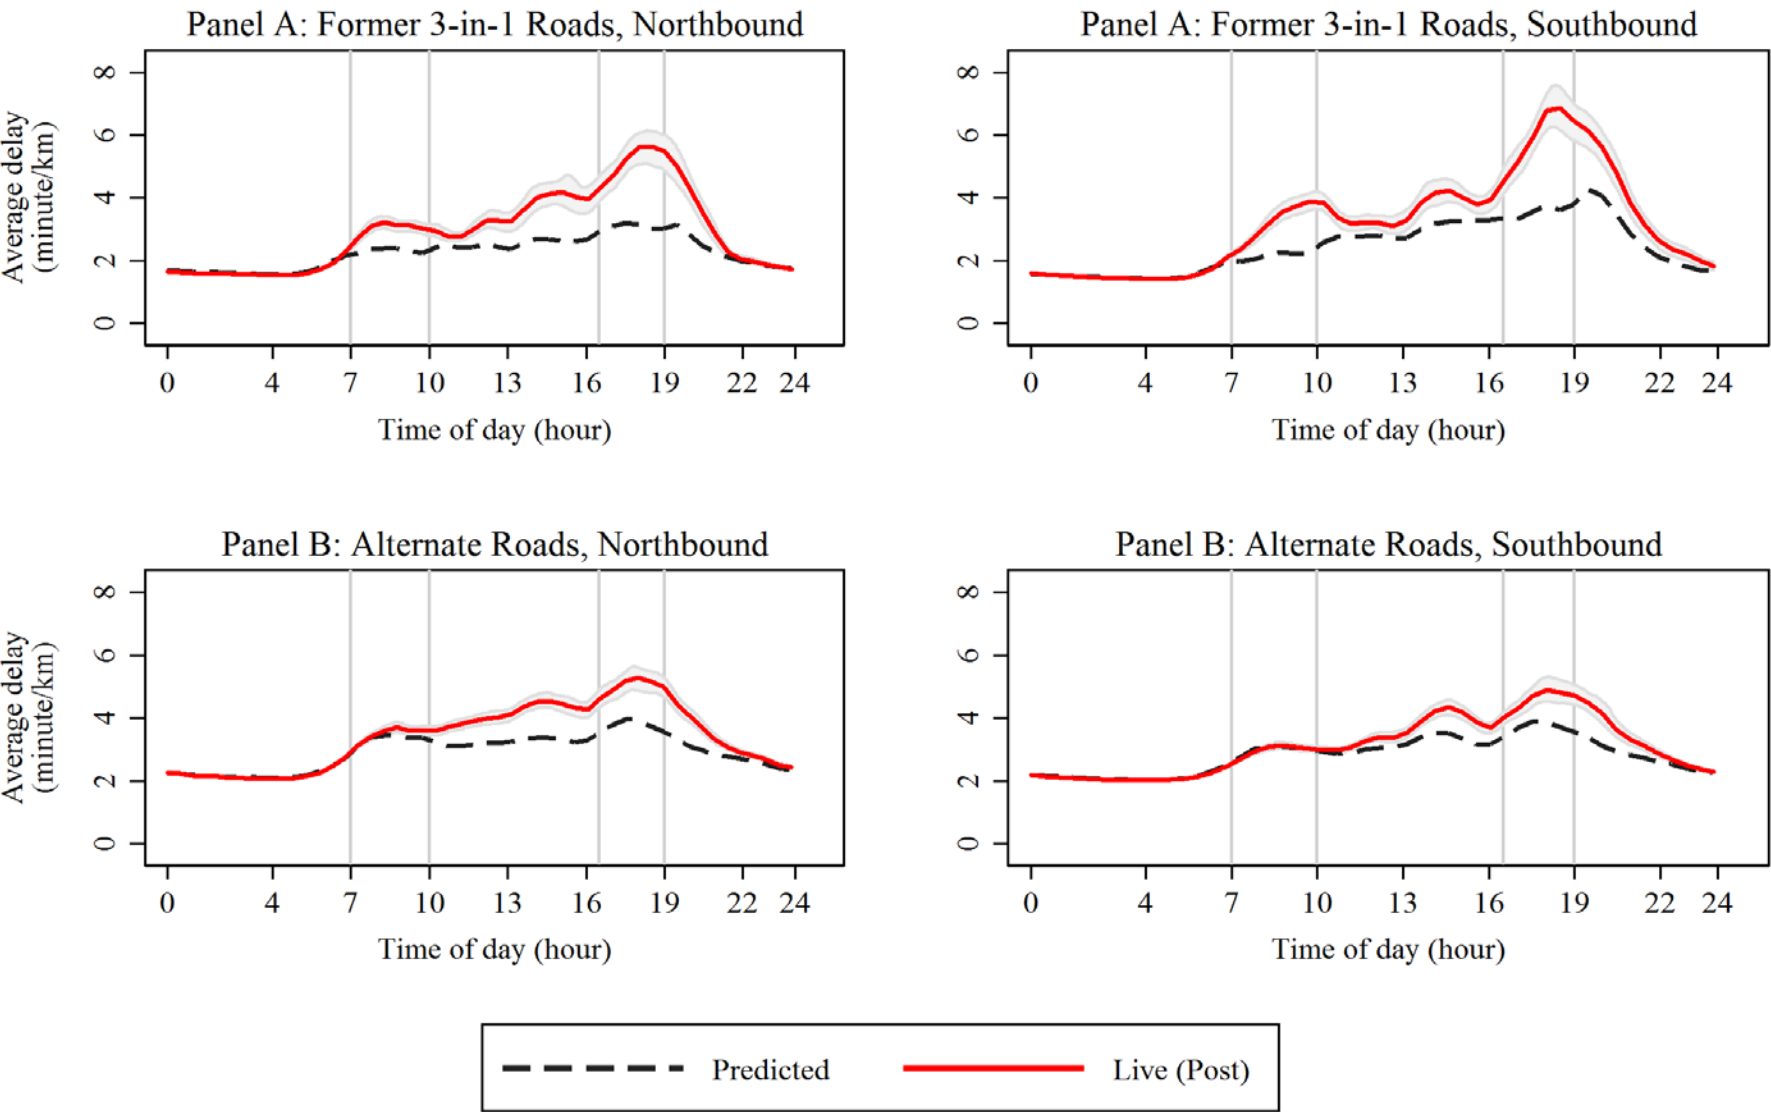 Panel A: Former 3-in-1 Roads, Northbound
Average delay
(minute/km)
8
6
4
2
0
0 4 7 10 13 16 19 22 24
Time of day (hour)
Panel A: Former 3-in-1 Roads, Southbound
8
6
4
2
0
0 4 7 10 13 16 19 22 24
Time of day (hour)
Panel B: Alternate Roads, Northbound
Average delay
(minute/km)
8
6
4
2
0
0 4 7 10 13 16 19 22 24
Time of day (hour)
Panel B: Alternate Roads, Southbound
8
6
4
2
0
0 4 7 10 13 16 19 22 24
Time of day (hour)
Predicted Live (Post)